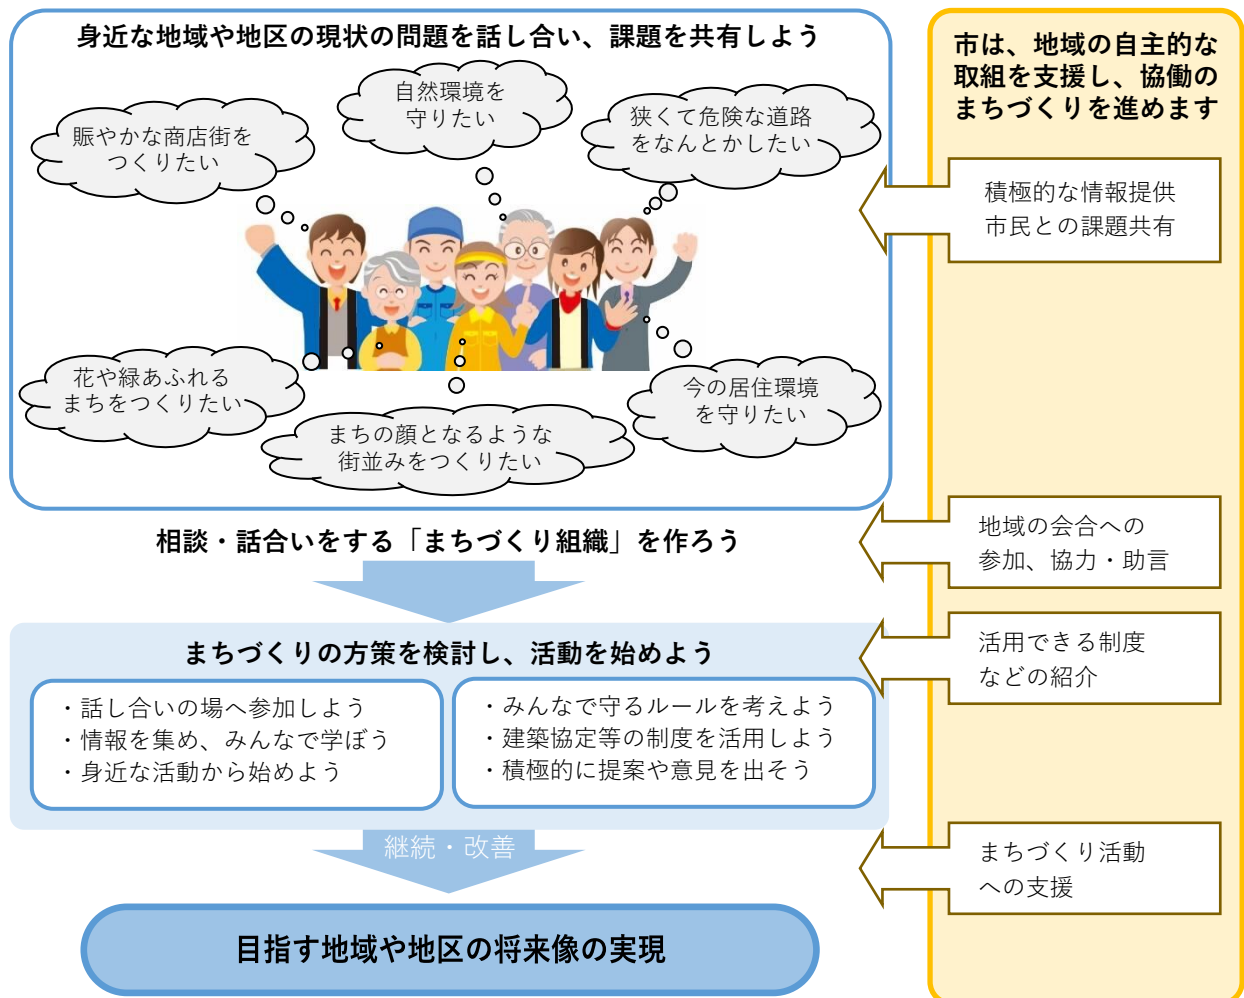 身近な地域や地区の現状の問題を話し合い、課題を共有しよう
自然環境を
守りたい
賑やかな商店街を
つくりたい
狭くて危険な道路
をなんとかしたい
花や緑あふれる
まちをつくりたい
まちの顔となるような
街並みをつくりたい
今の居住環境
を守りたい
相談・話合いをする「まちづくり組織」を作ろう
まちづくりの方策を検討し、活動を始めよう
・話し合いの場へ参加しよう
・情報を集め、みんなで学ぼう
・身近な活動から始めよう
・みんなで守るルールを考えよう
・建築協定等の制度を活用しよう
・積極的に提案や意見を出そう
継続・改善
目指す地域や地区の将来像の実現
市は、地域の自主的な
取組を支援し、協働の
まちづくりを進めます
積極的な情報提供
市民との課題共有
地域の会合への
参加、協力・助言
活用できる制度
などの紹介
まちづくり活動
への支援